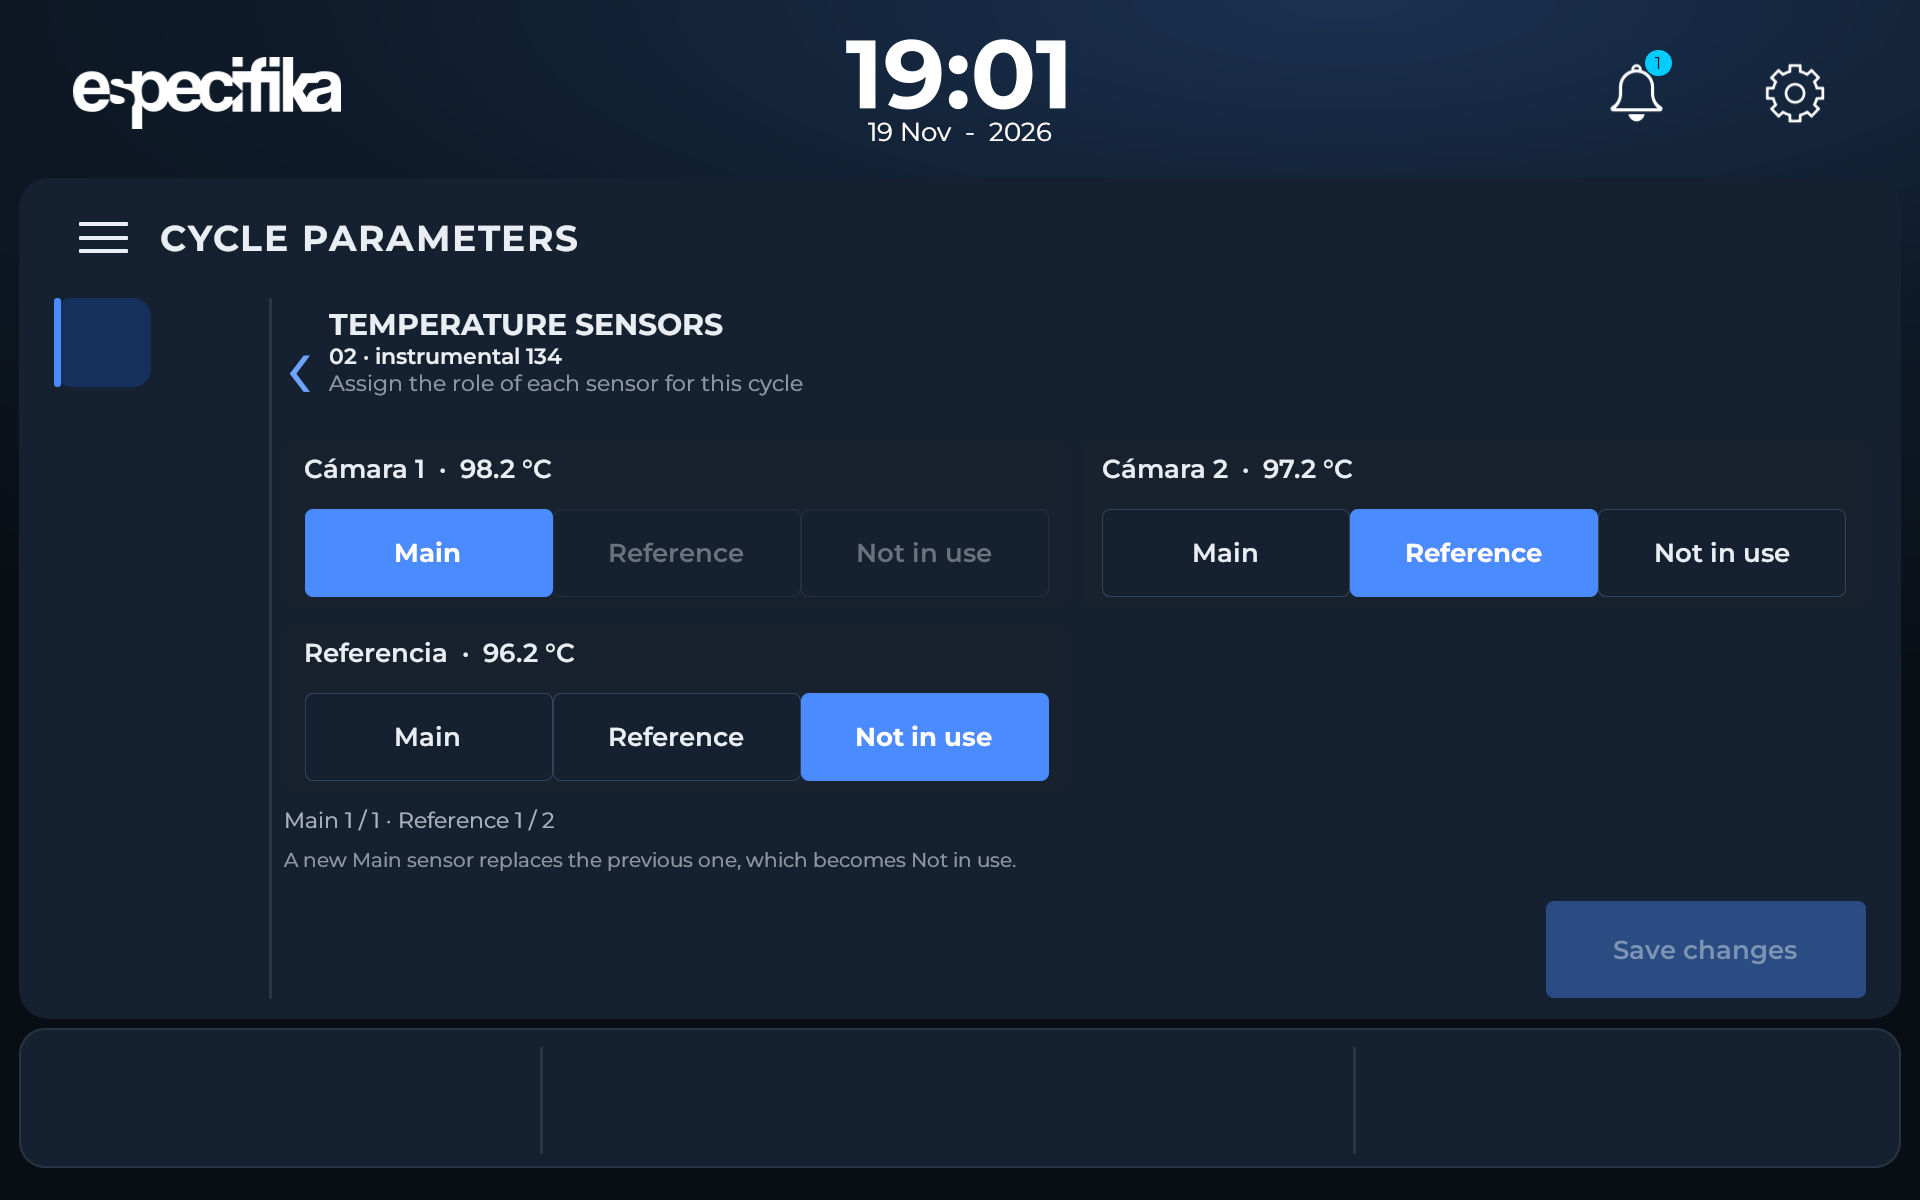 especifika
19:01
19 Nov - 2026
1
CYCLE PARAMETERS
TEMPERATURE SENSORS
02 · instrumental 134
Assign the role of each sensor for this cycle
Cámara 1 · 98.2 °C
Main Reference Not in use
Cámara 2 · 97.2 °C
Main Reference Not in use
Referencia · 96.2 °C
Main Reference Not in use
Main 1 / 1 · Reference 1 / 2
A new Main sensor replaces the previous one, which becomes Not in use.
Save changes